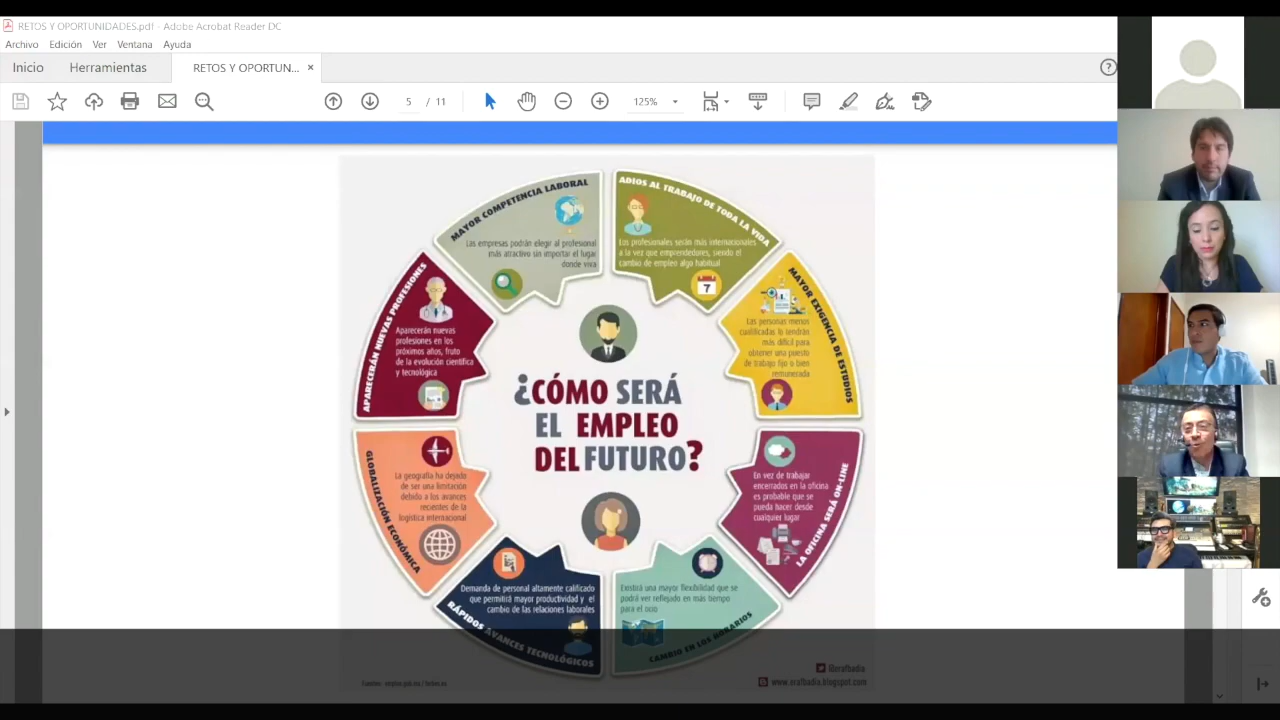 RETOS Y OPORTUNIDADES.pdf - Adobe Acrobat Reader DC
Archivo Edición Ver Ventana Ayuda
Inicio Herramientas RETOS Y OPORTUN... ×
5 / 11 125%
MAYOR COMPETENCIA LABORAL
Las empresas podrán elegir al profesional
más atractivo sin importar el lugar
donde viva
ADIOS AL TRABAJO DE TODA LA VIDA
Los profesionales serán más internacionales
a la vez que emprendedores, siendo el
cambio de empleo algo habitual
7
MAYOR EXIGENCIA DE ESTUDIOS
Las personas menos
cualificadas lo tendrán
más difícil para
obtener una puesto
de trabajo fijo o bien
remunerada
LA OFICINA SERÁ ON-LINE
En vez de trabajar
encerrados en la oficina
es probable que se
pueda hacer desde
cualquier lugar
CAMBIO EN LOS HORARIOS
Existirá una mayor flexibilidad que se
podrá ver reflejado en más tiempo
para el ocio
RÁPIDOS AVANCES TECNOLÓGICOS
Demanda de personal altamente calificado
que permitirá mayor productividad y el
cambio de las relaciones laborales
GLOBALIZACIÓN ECONÓMICA
La geografía ha dejado
de ser una limitación
debido a los avances
recientes de la
logística internacional
APARECERÁN NUEVAS PROFESIONES
Aparecerán nuevas
profesiones en los
próximos años, fruto
de la evolución científica
y tecnológica
¿CÓMO SERÁ
EL EMPLEO
DEL FUTURO?
www.erafbadia.blogspot.com